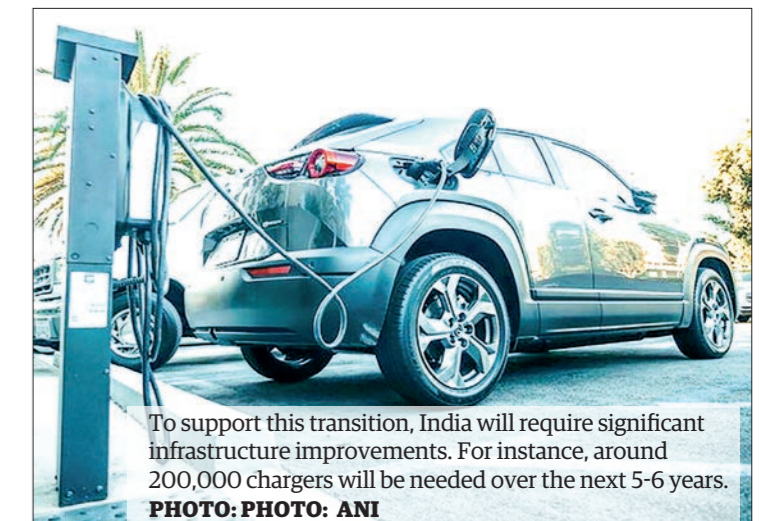 To support this transition, India will require significant
infrastructure improvements. For instance, around
200,000 chargers will be needed over the next 5-6 years.
PHOTO: PHOTO: ANI